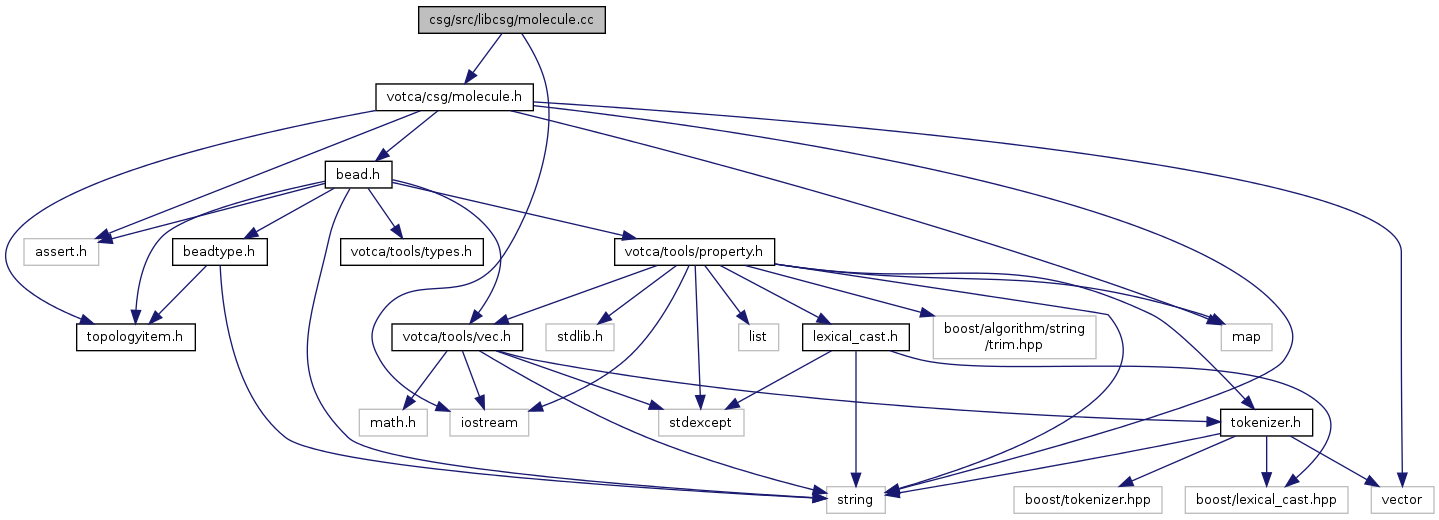 csg/src/libcsg/molecule.cc
votca/csg/molecule.h
bead.h
assert.h
beadtype.h
votca/tools/types.h
votca/tools/property.h
topologyitem.h
votca/tools/vec.h
stdlib.h
list
lexical_cast.h
boost/algorithm/string
/trim.hpp
map
math.h
iostream
stdexcept
tokenizer.h
string
boost/tokenizer.hpp
boost/lexical_cast.hpp
vector